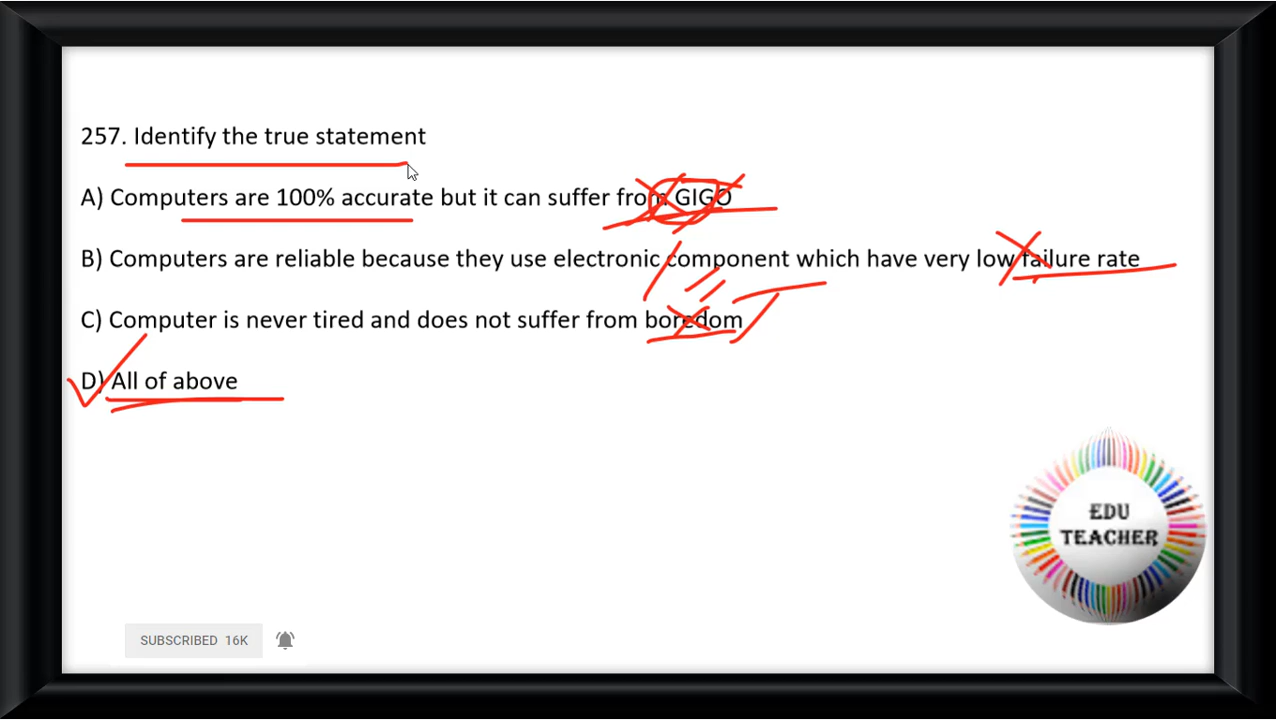 257. Identify the true statement
A) Computers are 100% accurate but it can suffer from GIGO
B) Computers are reliable because they use electronic component which have very low failure rate
C) Computer is never tired and does not suffer from boredom
D) All of above
EDU
TEACHER
SUBSCRIBED 16K